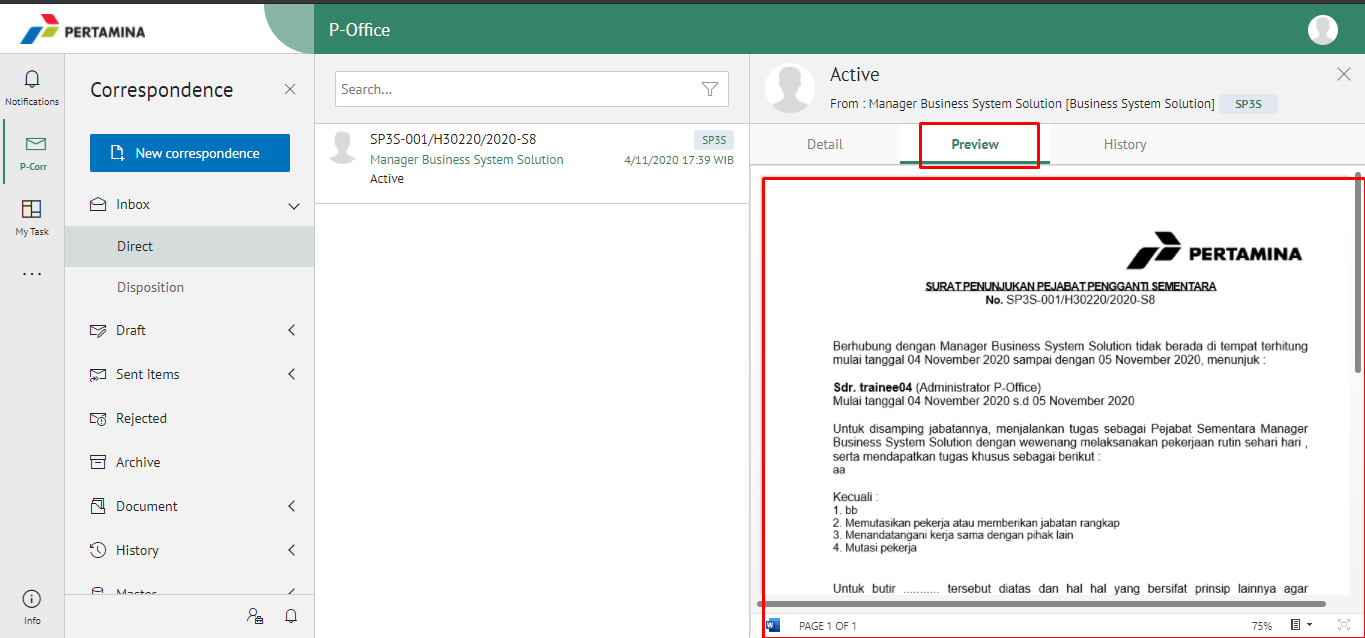 PERTAMINA
P-Office
Notifications
P-Corr
My Task
Info
Correspondence
New correspondence
Inbox
Direct
Disposition
Draft
Sent items
Rejected
Archive
Document
History
Master
Search...
SP3S-001/H30220/2020-S8
SP3S
Manager Business System Solution
4/11/2020 17:39 WIB
Active
Active
From : Manager Business System Solution [Business System Solution]
SP3S
Detail
Preview
History
PERTAMINA
SURAT PENUNJUKAN PEJABAT PENGGANTI SEMENTARA
No. SP3S-001/H30220/2020-S8
Berhubung dengan Manager Business System Solution tidak berada di tempat terhitung
mulai tanggal 04 November 2020 sampai dengan 05 November 2020, menunjuk :
Sdr. trainee04 (Administrator P-Office)
Mulai tanggal 04 November 2020 s.d 05 November 2020
Untuk disamping jabatannya, menjalankan tugas sebagai Pejabat Sementara Manager
Business System Solution dengan wewenang melaksanakan pekerjaan rutin sehari hari ,
serta mendapatkan tugas khusus sebagai berikut :
aa
Kecuali :
1. bb
2. Memutasikan pekerja atau memberikan jabatan rangkap
3. Menandatangani kerja sama dengan pihak lain
4. Mutasi pekerja
Untuk butir .......... tersebut diatas dan hal hal yang bersifat prinsip lainnya agar
PAGE 1 OF 1
75%